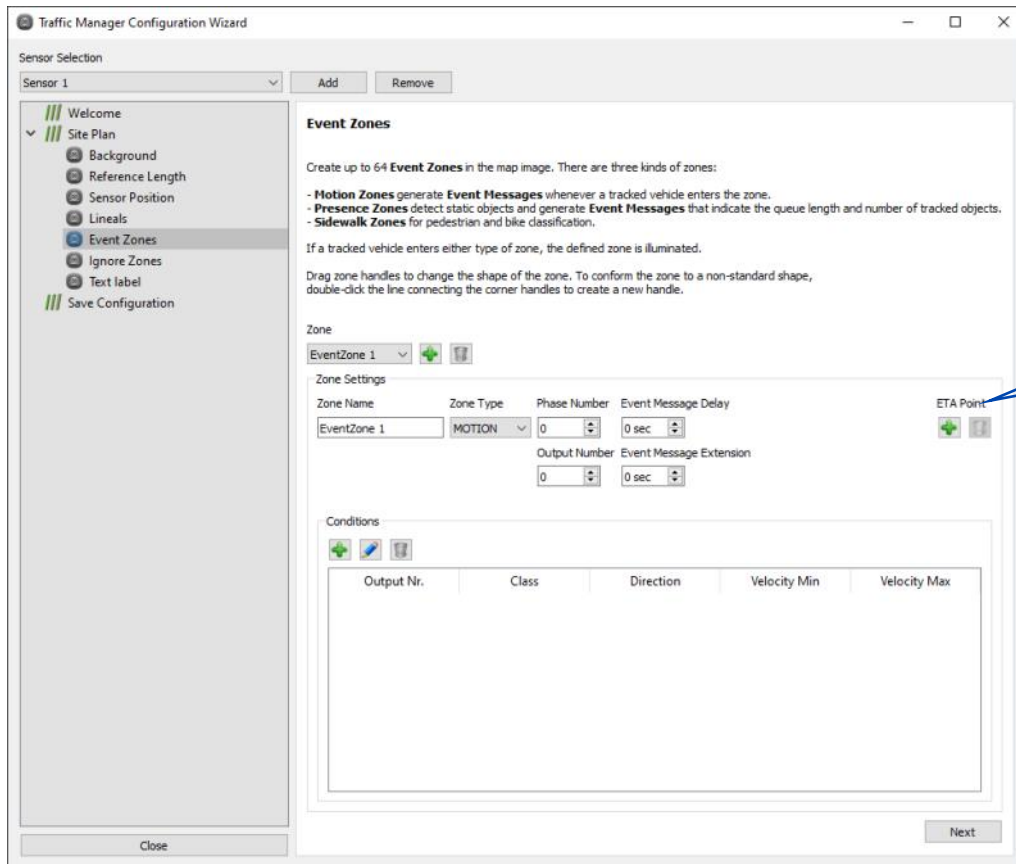 Traffic Manager Configuration Wizard
Sensor Selection
Sensor 1
Add
Remove
Welcome
Site Plan
Background
Reference Length
Sensor Position
Lineals
Event Zones
Ignore Zones
Text label
Save Configuration
Close
Event Zones
Create up to 64 Event Zones in the map image. There are three kinds of zones:
- Motion Zones generate Event Messages whenever a tracked vehicle enters the zone.
- Presence Zones detect static objects and generate Event Messages that indicate the queue length and number of tracked objects.
- Sidewalk Zones for pedestrian and bike classification.
If a tracked vehicle enters either type of zone, the defined zone is illuminated.
Drag zone handles to change the shape of the zone. To conform the zone to a non-standard shape,
double-click the line connecting the corner handles to create a new handle.
Zone
EventZone 1
Zone Settings
Zone Name Zone Type Phase Number Event Message Delay ETA Point
EventZone 1 MOTION 0 0 sec
Output Number Event Message Extension
0 0 sec
Conditions
Output Nr. Class Direction Velocity Min Velocity Max
Next